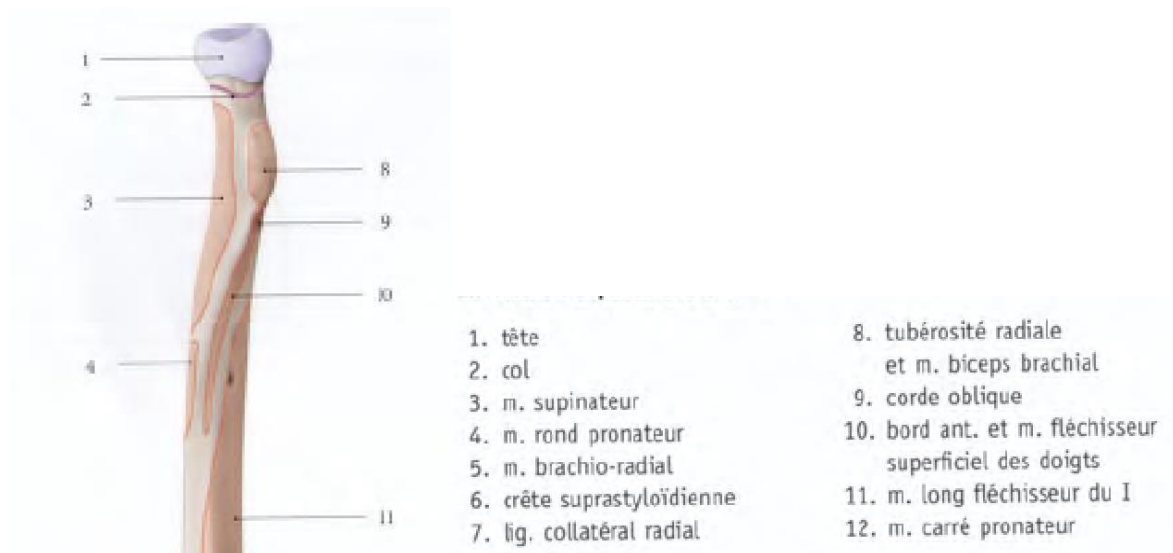 1
2
3
4
8
9
10
11
1. tête
2. col
3. m. supinateur
4. m. rond pronateur
5. m. brachio-radial
6. crête suprastyloïdienne
7. lig. collatéral radial
8. tubérosité radiale
et m. biceps brachial
9. corde oblique
10. bord ant. et m. fléchisseur
superficiel des doigts
11. m. long fléchisseur du I
12. m. carré pronateur